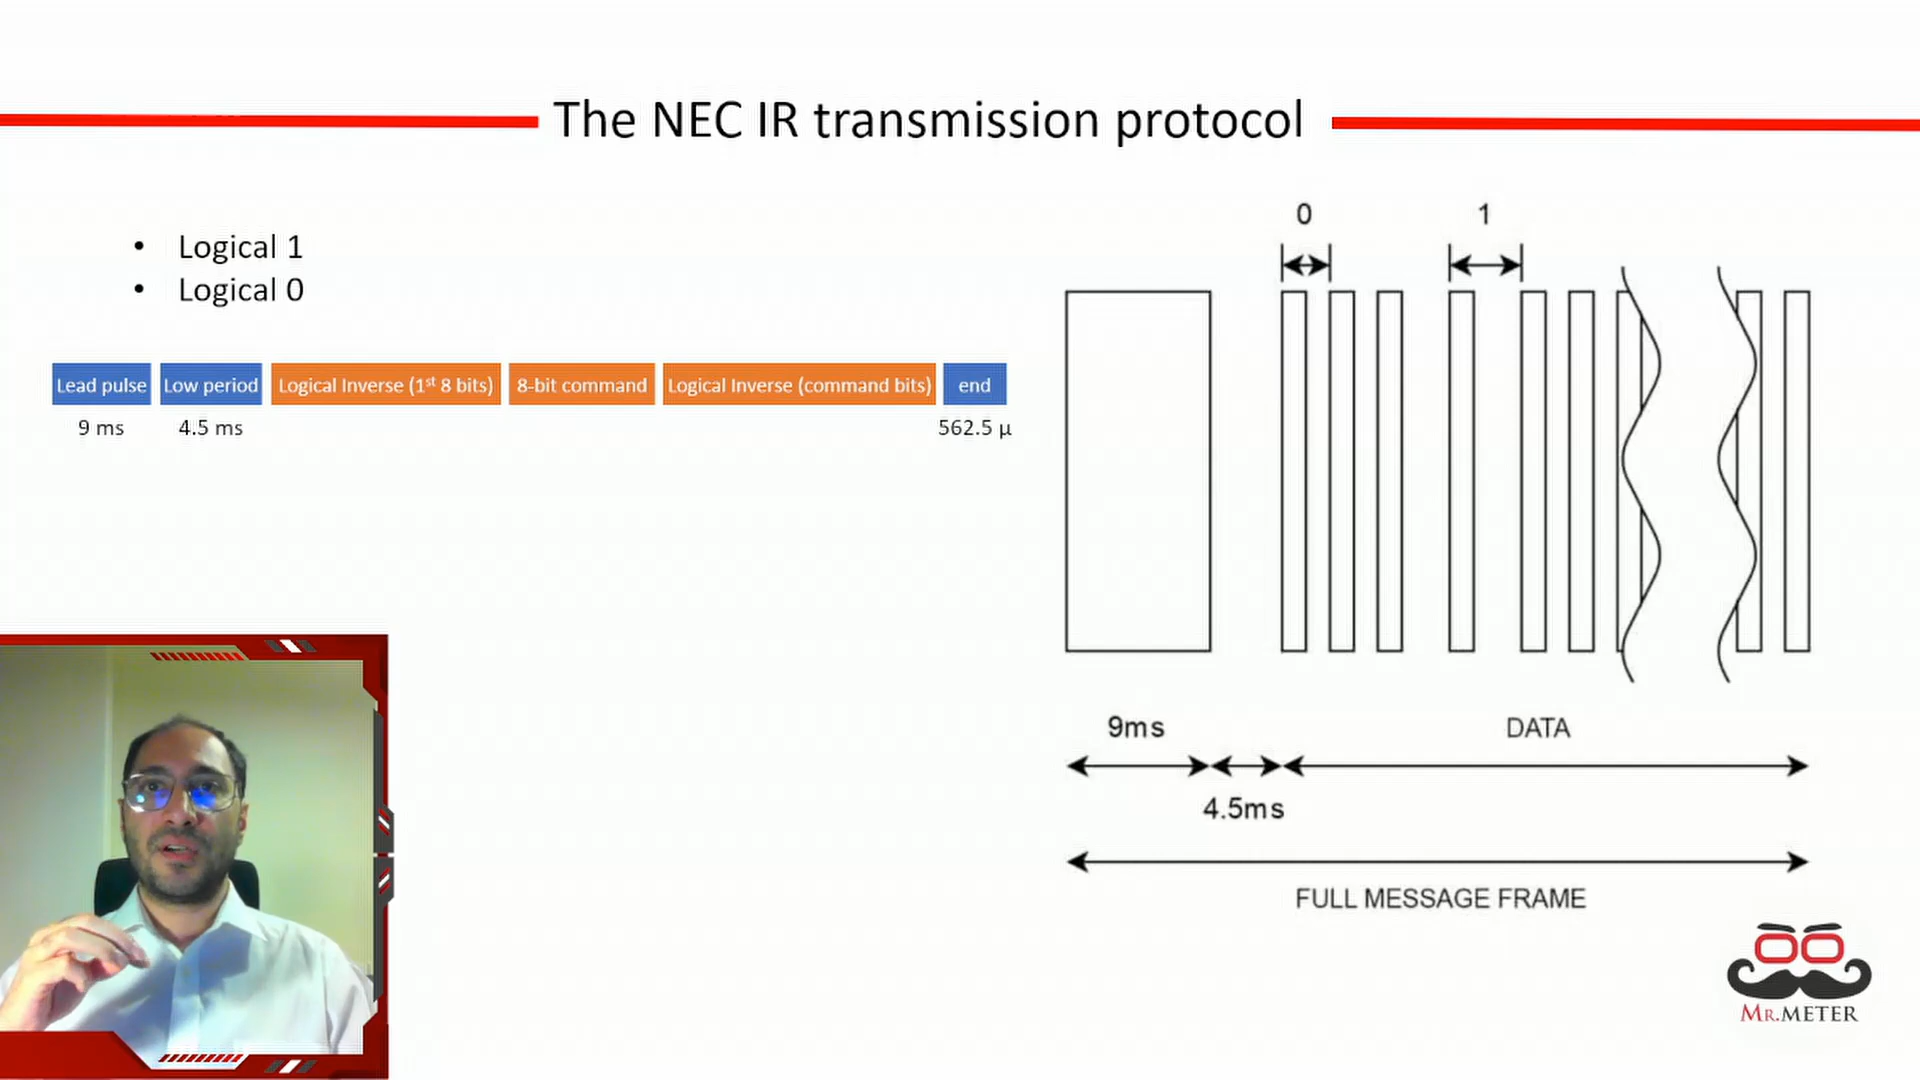 The NEC IR transmission protocol
• Logical 1
• Logical 0
Lead pulse Low period Logical Inverse (1st 8 bits) 8-bit command Logical Inverse (command bits) end
9 ms 4.5 ms 562.5 µ
0 1
9ms DATA
4.5ms
FULL MESSAGE FRAME
MR.METER